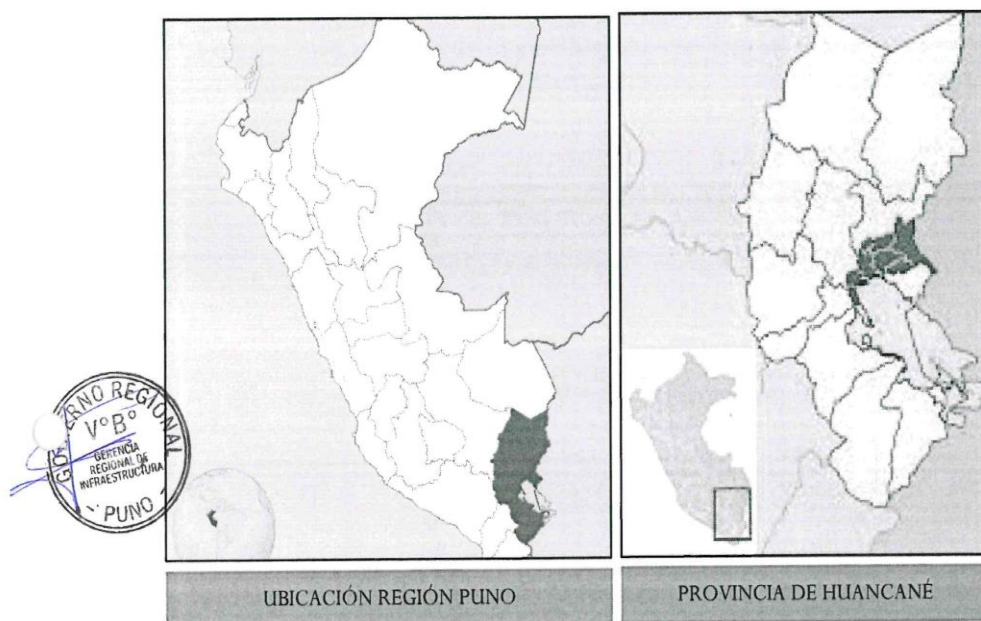 GOBIERNO REGIONAL
V°B°
GERENCIA
REGIONAL DE
INFRAESTRUCTURA
- PUNO -
UBICACIÓN REGIÓN PUNO
PROVINCIA DE HUANCANÉ